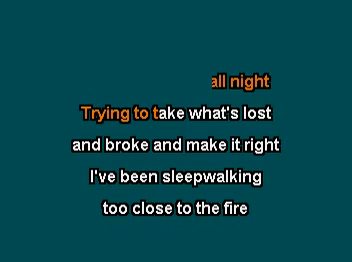 all night
Trying to take what's lost
and broke and make it right
I've been sleepwalking
too close to the fire